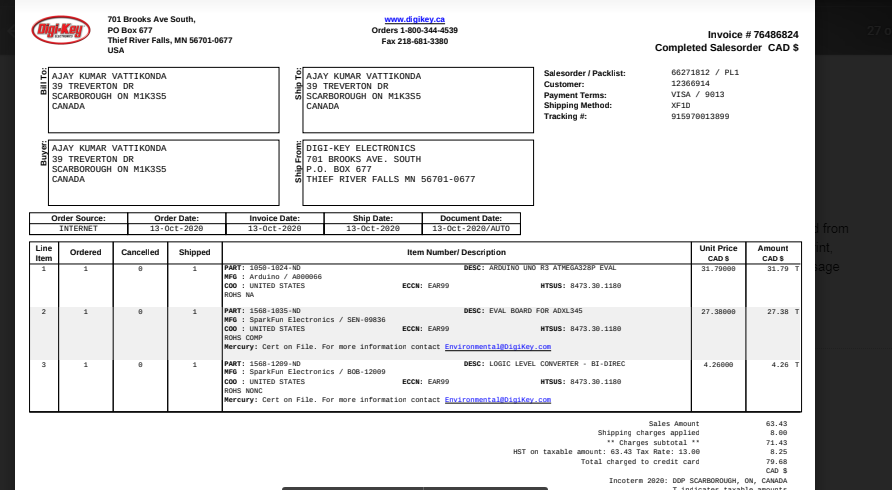 Digi-Key ELECTRONICS
701 Brooks Ave South,
PO Box 677
Thief River Falls, MN 56701-0677
USA
www.digikey.ca
Orders 1-800-344-4539
Fax 218-681-3380
Invoice # 76486824
Completed Salesorder CAD $
Bill To:
AJAY KUMAR VATTIKONDA
39 TREVERTON DR
SCARBOROUGH ON M1K3S5
CANADA
Ship To:
AJAY KUMAR VATTIKONDA
39 TREVERTON DR
SCARBOROUGH ON M1K3S5
CANADA
Salesorder / Packlist: 66271812 / PL1
Customer: 12366914
Payment Terms: VISA / 9013
Shipping Method: XF1D
Tracking #: 915970013899
Buyer:
AJAY KUMAR VATTIKONDA
39 TREVERTON DR
SCARBOROUGH ON M1K3S5
CANADA
Ship From:
DIGI-KEY ELECTRONICS
701 BROOKS AVE. SOUTH
P.O. BOX 677
THIEF RIVER FALLS MN 56701-0677
Order Source: Order Date: Invoice Date: Ship Date: Document Date:
INTERNET 13-Oct-2020 13-Oct-2020 13-Oct-2020 13-Oct-2020/AUTO
Line Item Ordered Cancelled Shipped Item Number/ Description Unit Price CAD $ Amount CAD $
1 1 0 1 PART: 1050-1024-ND DESC: ARDUINO UNO R3 ATMEGA328P EVAL 31.79000 31.79 T
MFG : Arduino / A000066
COO : UNITED STATES ECCN: EAR99 HTSUS: 8473.30.1180
ROHS NA
2 1 0 1 PART: 1568-1035-ND DESC: EVAL BOARD FOR ADXL345 27.38000 27.38 T
MFG : SparkFun Electronics / SEN-09836
COO : UNITED STATES ECCN: EAR99 HTSUS: 8473.30.1180
ROHS COMP
Mercury: Cert on File. For more information contact Environmental@DigiKey.com
3 1 0 1 PART: 1568-1209-ND DESC: LOGIC LEVEL CONVERTER - BI-DIREC 4.26000 4.26 T
MFG : SparkFun Electronics / BOB-12009
COO : UNITED STATES ECCN: EAR99 HTSUS: 8473.30.1180
ROHS NONC
Mercury: Cert on File. For more information contact Environmental@DigiKey.com
Sales Amount 63.43
Shipping charges applied 8.00
** Charges subtotal ** 71.43
HST on taxable amount: 63.43 Tax Rate: 13.00 8.25
Total charged to credit card 79.68
CAD $
Incoterm 2020: DDP SCARBOROUGH, ON, CANADA
T indicates taxable amounts
27
from